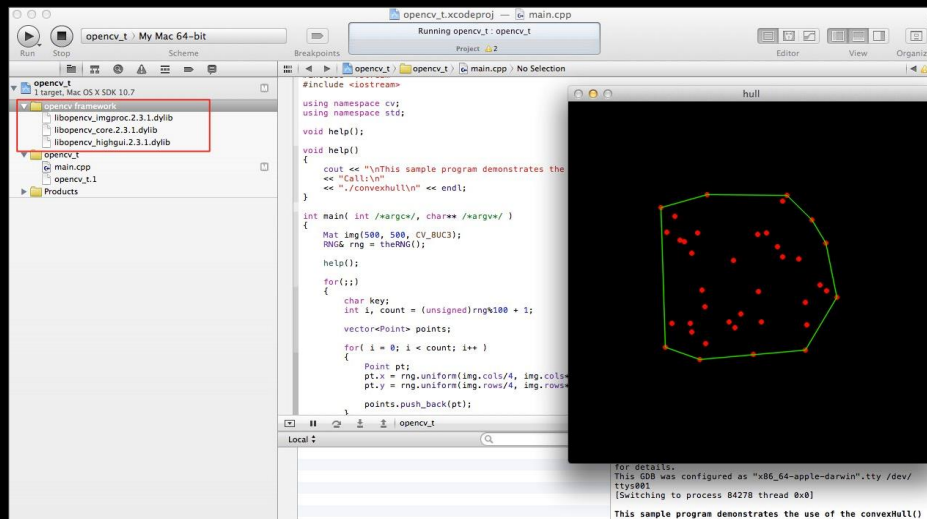 opencv_t.xcodeproj — main.cpp
Run Stop
opencv_t › My Mac 64-bit
Scheme
Breakpoints
Running opencv_t : opencv_t
Project 2
Editor View Organiz
opencv_t › opencv_t › main.cpp › No Selection
opencv_t
1 target, Mac OS X SDK 10.7
opencv framework
libopencv_imgproc.2.3.1.dylib
libopencv_core.2.3.1.dylib
libopencv_highgui.2.3.1.dylib
opencv_t
main.cpp
opencv_t.1
Products
#include <iostream>
using namespace cv;
using namespace std;
void help();
void help()
{
cout << "\nThis sample program demonstrates the
<< "Call:\n"
<< "./convexhull\n" << endl;
}
int main( int /*argc*/, char** /*argv*/ )
{
Mat img(500, 500, CV_8UC3);
RNG& rng = theRNG();
help();
for(;;)
{
char key;
int i, count = (unsigned)rng%100 + 1;
vector<Point> points;
for( i = 0; i < count; i++ )
{
Point pt;
pt.x = rng.uniform(img.cols/4, img.cols*
pt.y = rng.uniform(img.rows/4, img.rows*
points.push_back(pt);
}
hull
opencv_t
Local
for details.
This GDB was configured as "x86_64-apple-darwin".tty /dev/
ttys001
[Switching to process 84278 thread 0x0]
This sample program demonstrates the use of the convexHull()